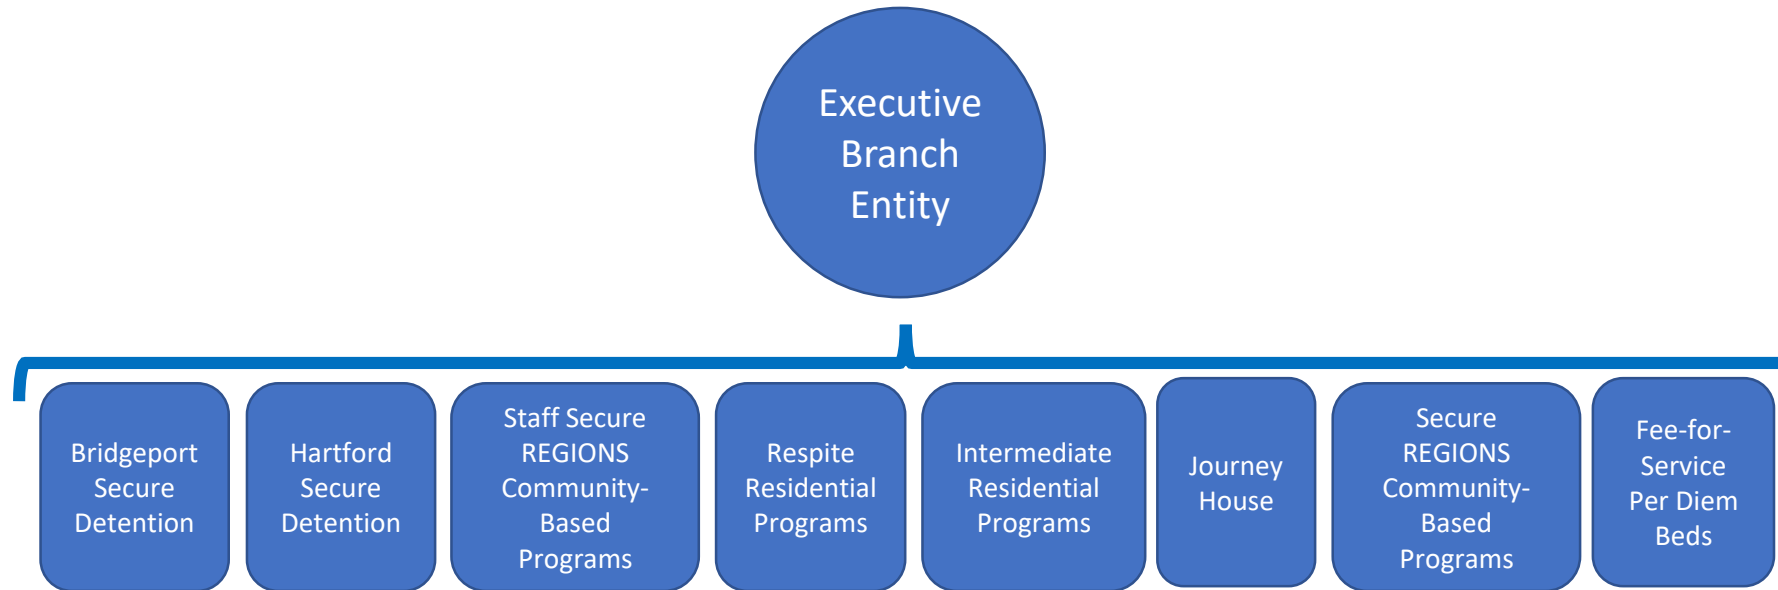 Executive
Branch
Entity
Bridgeport
Secure
Detention
Hartford
Secure
Detention
Staff Secure
REGIONS
Community-
Based
Programs
Respite
Residential
Programs
Intermediate
Residential
Programs
Journey
House
Secure
REGIONS
Community-
Based
Programs
Fee-for-
Service
Per Diem
Beds